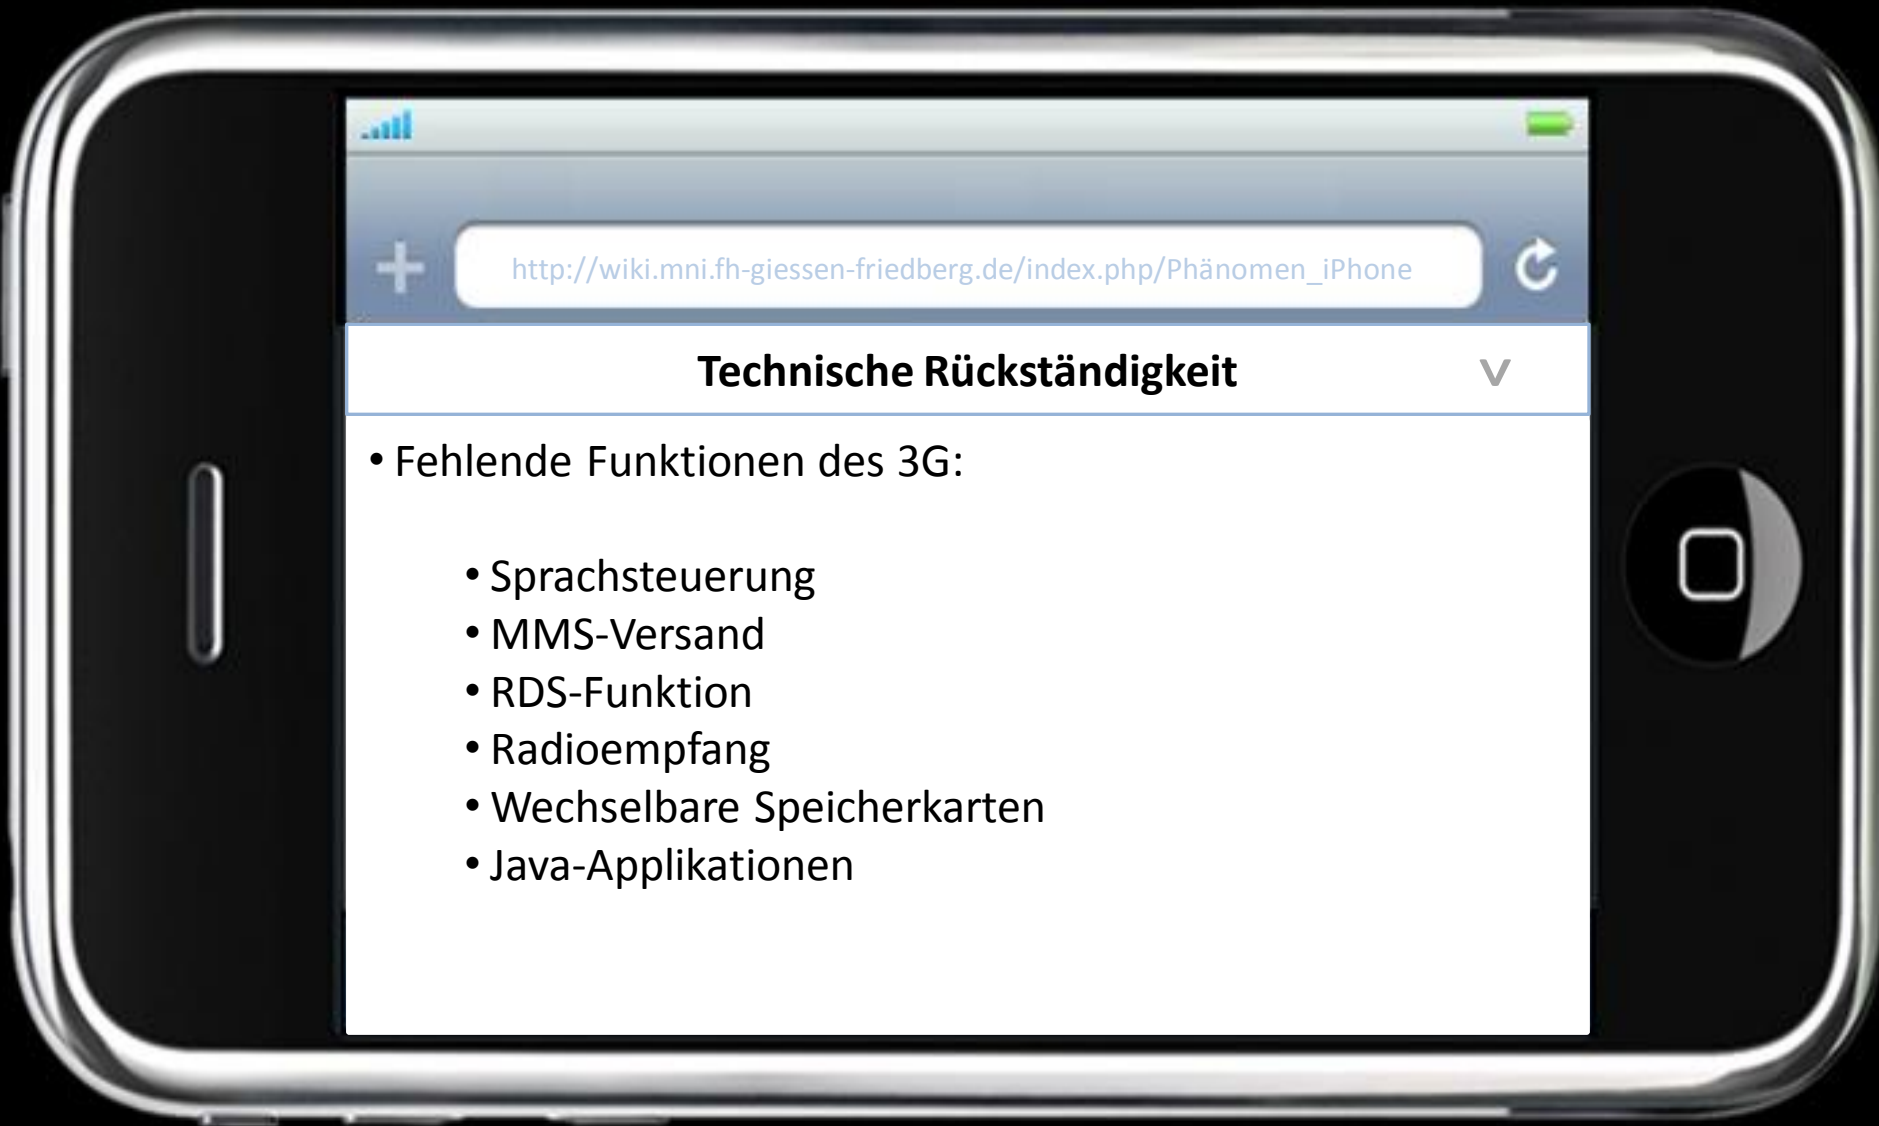 http://wiki.mni.fh-giessen-friedberg.de/index.php/Phänomen_iPhone
Technische Rückständigkeit v
• Fehlende Funktionen des 3G:
• Sprachsteuerung
• MMS-Versand
• RDS-Funktion
• Radioempfang
• Wechselbare Speicherkarten
• Java-Applikationen